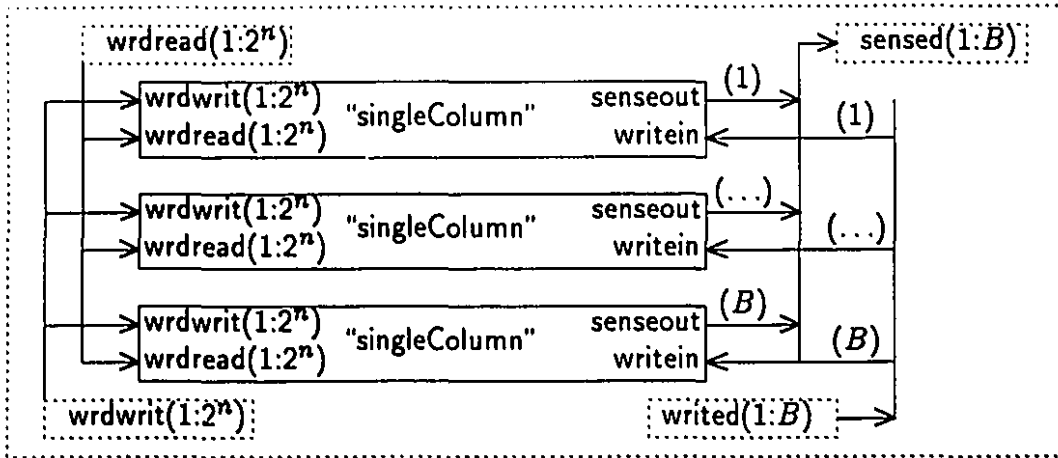 wrdread(1:2ⁿ) sensed(1:B)
(1)
wrdwrit(1:2ⁿ) "singleColumn" senseout
wrdread(1:2ⁿ) writein (1)
(...)
wrdwrit(1:2ⁿ) "singleColumn" senseout
wrdread(1:2ⁿ) writein (...)
(B)
wrdwrit(1:2ⁿ) "singleColumn" senseout
wrdread(1:2ⁿ) writein (B)
wrdwrit(1:2ⁿ) writed(1:B)